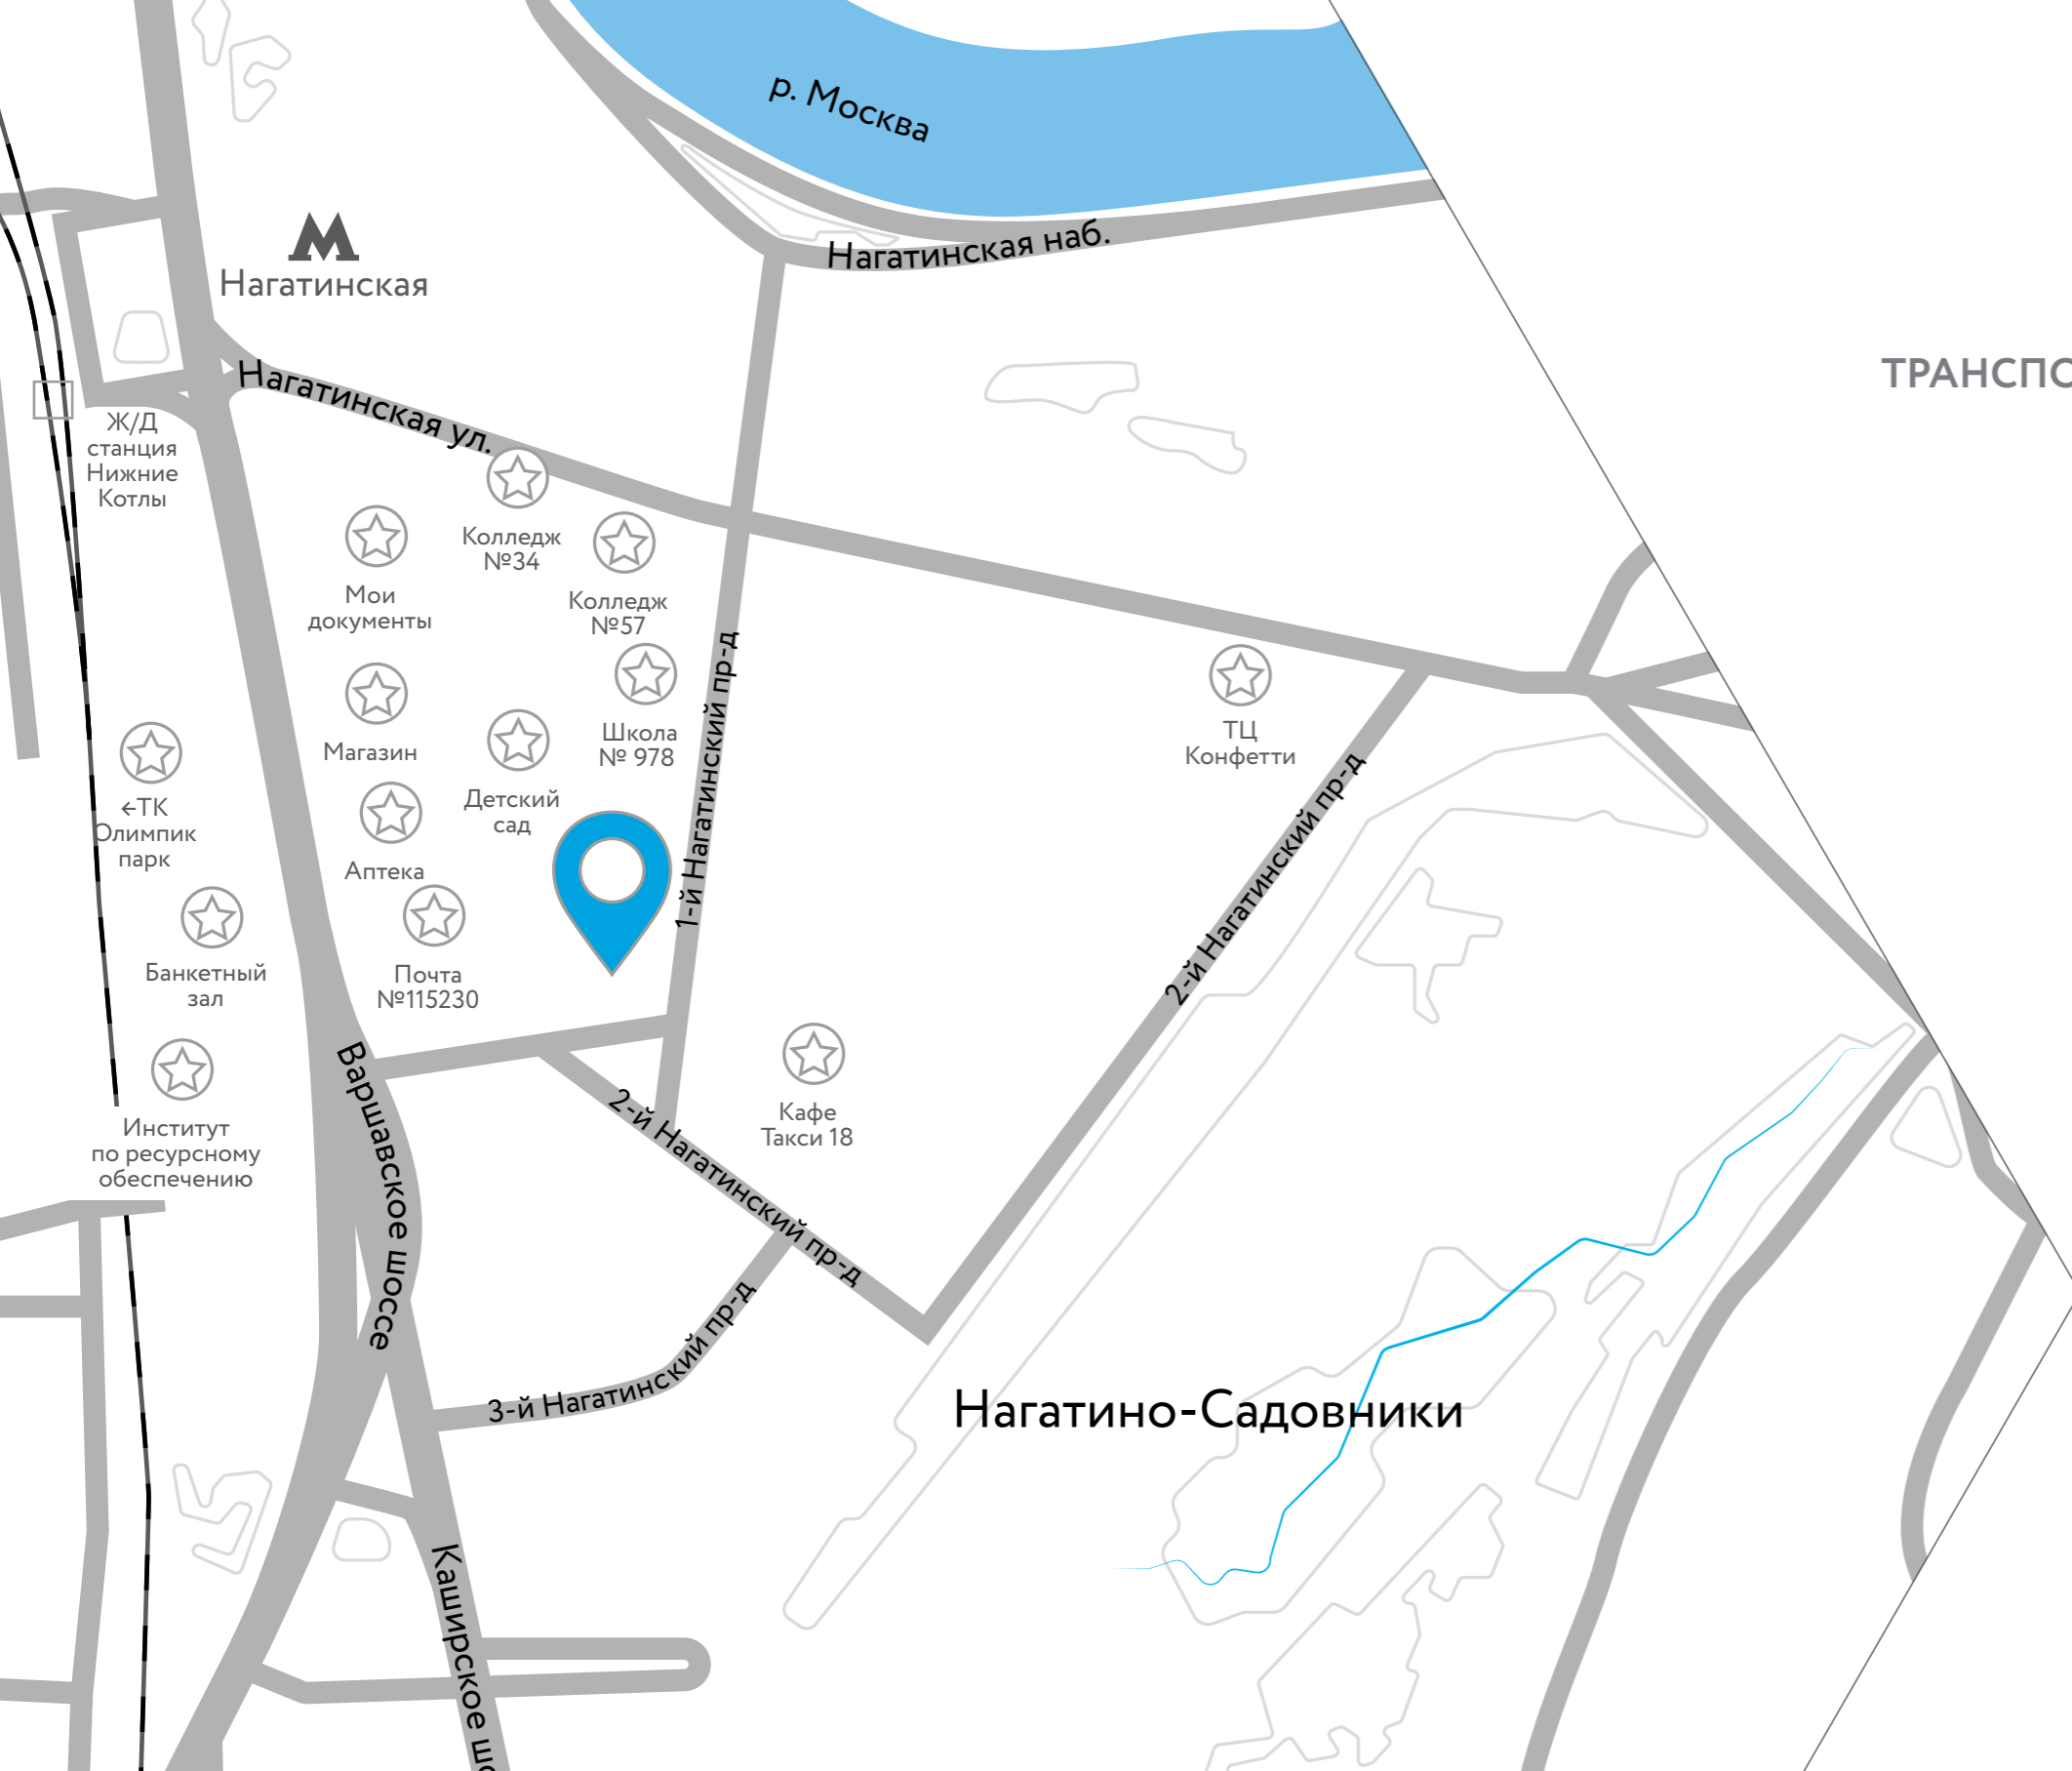 р. Москва
Нагатинская наб.
Нагатинская
ТРАНСПО
Нагатинская ул.
Ж/Д
станция
Нижние
Котлы
Колледж
№34
Мои
документы
Колледж
№57
Школа
№ 978
1-й Нагатинский пр-д
Магазин
ТЦ
Конфетти
2-й Нагатинский пр-д
Детский
сад
←ТК
Олимпик
парк
Аптека
Банкетный
зал
Почта
№115230
Варшавское шоссе
Кафе
Такси 18
2-й Нагатинский пр-д
Институт
по ресурсному
обеспечению
3-й Нагатинский пр-д
Нагатино-Садовники
Каширское шо